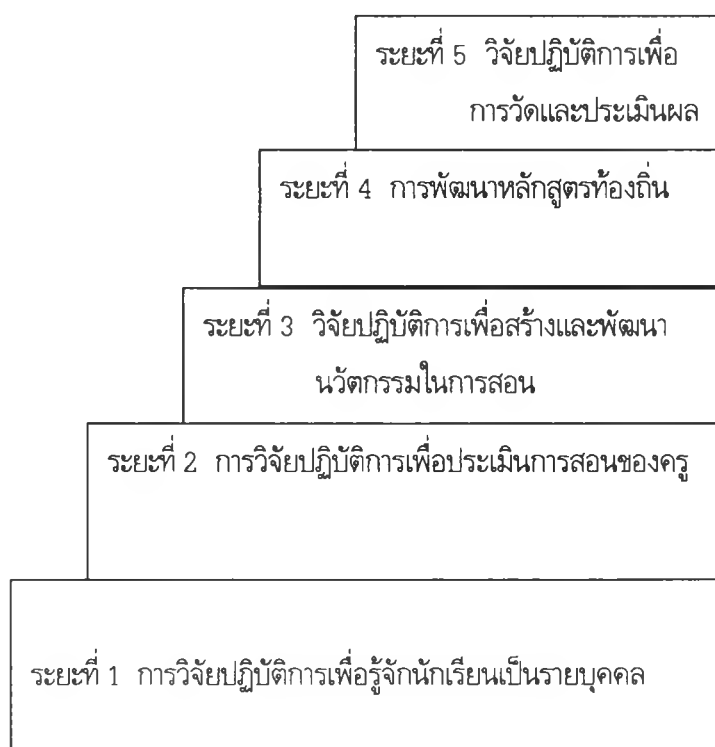 ระยะที่ 5 วิจัยปฏิบัติการเพื่อ
การวัดและประเมินผล
ระยะที่ 4 การพัฒนาหลักสูตรท้องถิ่น
ระยะที่ 3 วิจัยปฏิบัติการเพื่อสร้างและพัฒนา
นวัตกรรมในการสอน
ระยะที่ 2 การวิจัยปฏิบัติการเพื่อประเมินการสอนของครู
ระยะที่ 1 การวิจัยปฏิบัติการเพื่อรู้จักนักเรียนเป็นรายบุคคล